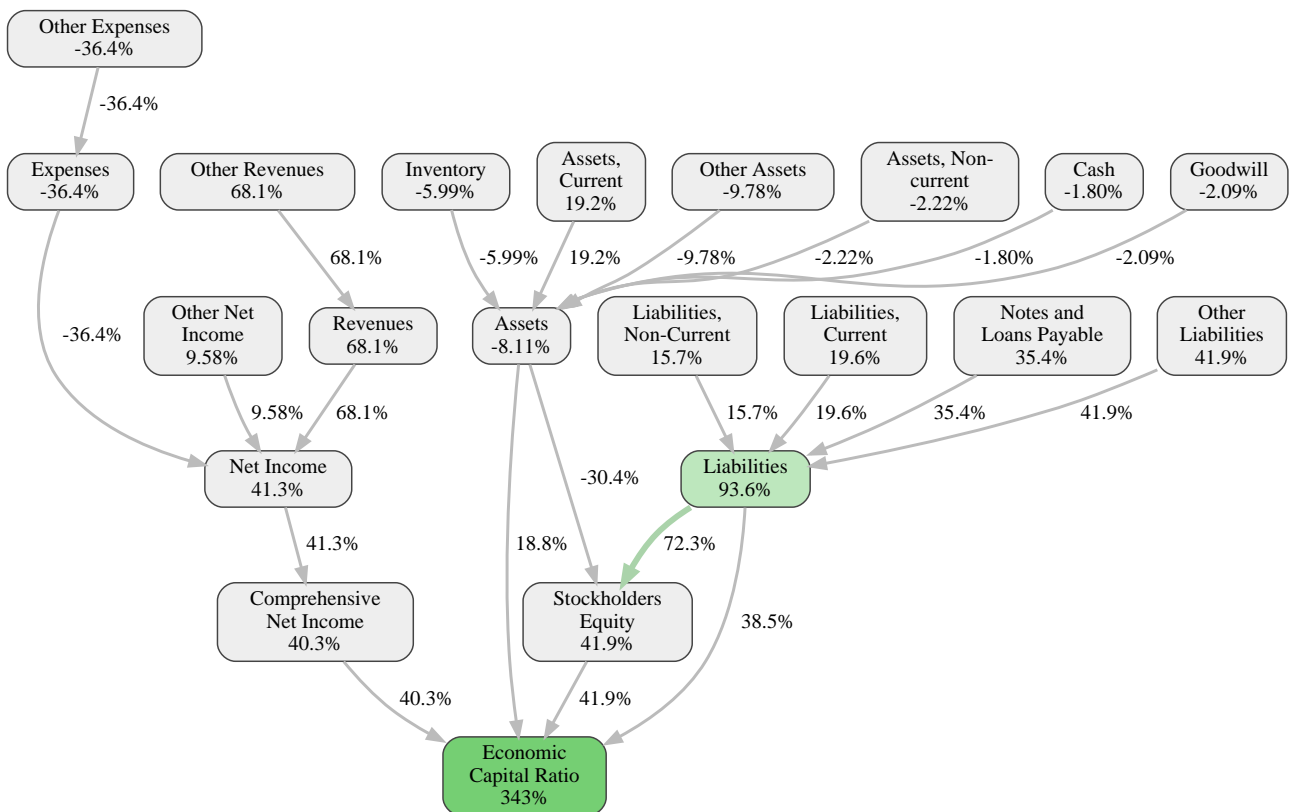 Other Expenses
-36.4%
-36.4%
Expenses
-36.4%
Other Revenues
68.1%
Inventory
-5.99%
Assets,
Current
19.2%
Other Assets
-9.78%
Assets, Non-
current
-2.22%
Cash
-1.80%
Goodwill
-2.09%
68.1%
-5.99%
19.2%
-9.78%
-2.22%
-1.80%
-2.09%
-36.4%
Other Net
Income
9.58%
Revenues
68.1%
Assets
-8.11%
Liabilities,
Non-Current
15.7%
Liabilities,
Current
19.6%
Notes and
Loans Payable
35.4%
Other
Liabilities
41.9%
9.58%
68.1%
15.7%
19.6%
35.4%
41.9%
Net Income
41.3%
-30.4%
Liabilities
93.6%
41.3%
18.8%
72.3%
Comprehensive
Net Income
40.3%
Stockholders
Equity
41.9%
38.5%
40.3%
41.9%
Economic
Capital Ratio
343%